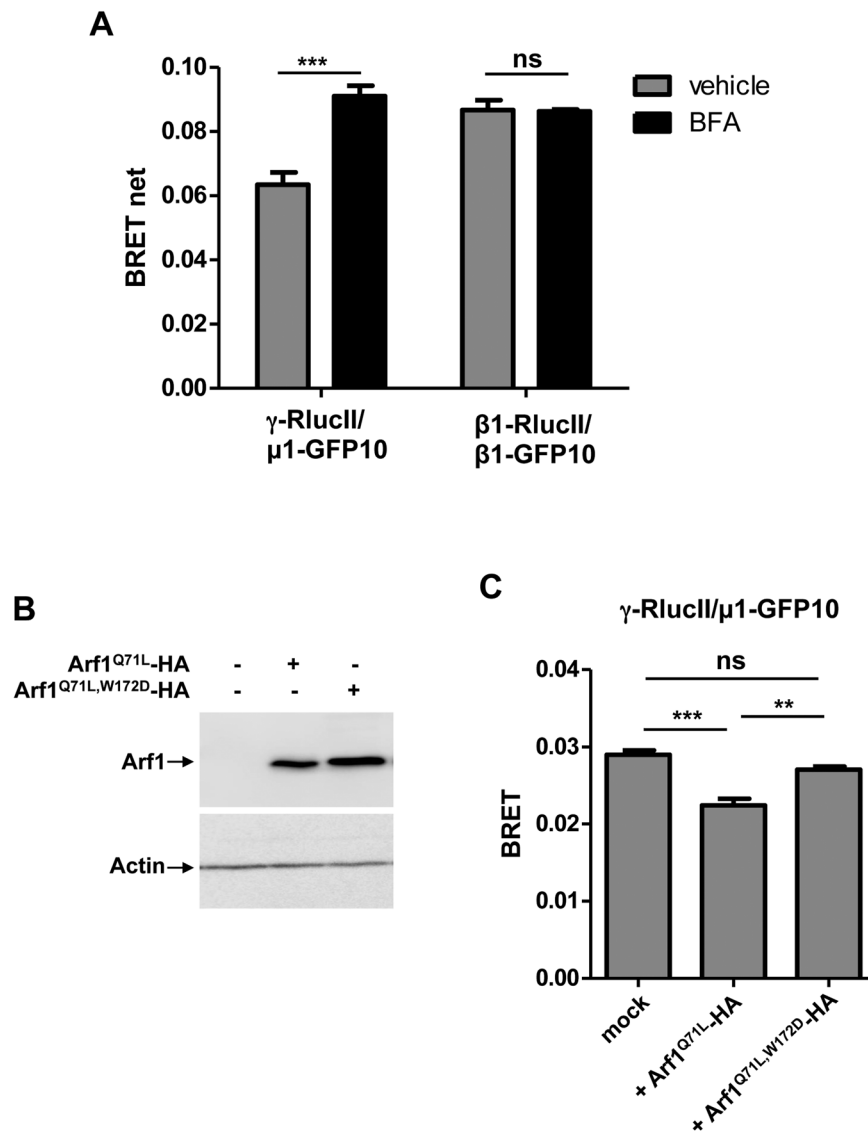 A
***
ns
vehicle
BFA
BRET net
0.10
0.08
0.06
0.04
0.02
0.00
γ-RlucII/
µ1-GFP10
β1-RlucII/
β1-GFP10
B
Arf1Q71L-HA - + -
Arf1Q71L,W172D-HA - - +
Arf1
Actin
C
γ-RlucII/µ1-GFP10
ns
*** **
BRET
0.04
0.03
0.02
0.01
0.00
mock
+ Arf1Q71L-HA
+ Arf1Q71L,W172D-HA